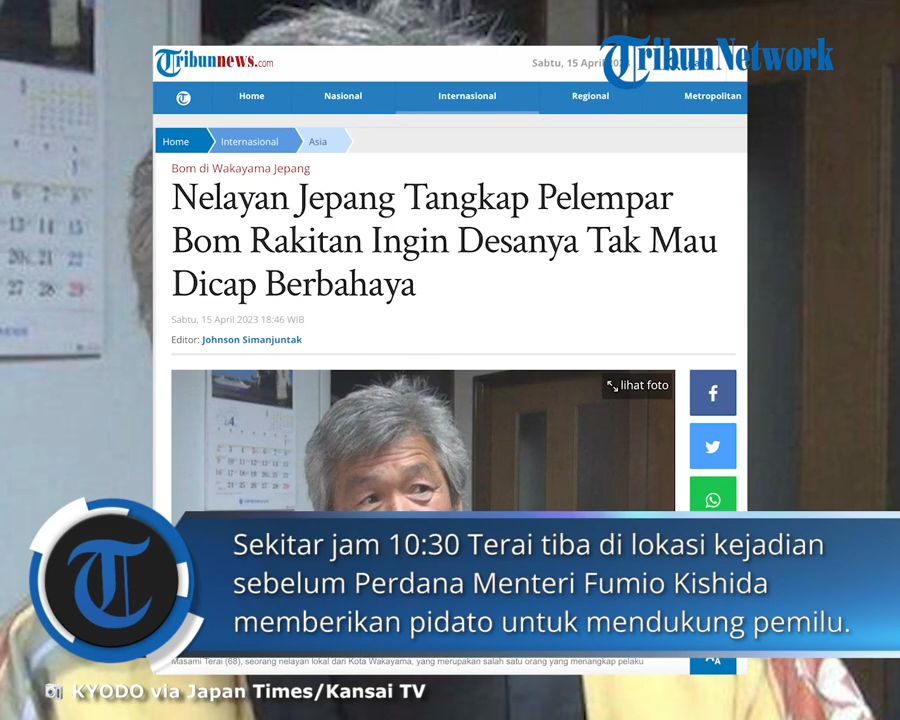 Tribunnews.com
Sabtu, 15 April
Tribun Network
Home
Nasional
Internasional
Regional
Metropolitan
Home
Internasional
Asia
Bom di Wakayama Jepang
Nelayan Jepang Tangkap Pelempar
Bom Rakitan Ingin Desanya Tak Mau
Dicap Berbahaya
Sabtu, 15 April 2023 18:46 WIB
Editor: Johnson Simanjuntak
lihat foto
Sekitar jam 10:30 Terai tiba di lokasi kejadian
sebelum Perdana Menteri Fumio Kishida
memberikan pidato untuk mendukung pemilu.
Masami Terai (68), seorang nelayan lokal dari Kota Wakayama, yang merupakan salah satu orang yang menangkap pelaku
KYODO via Japan Times/Kansai TV